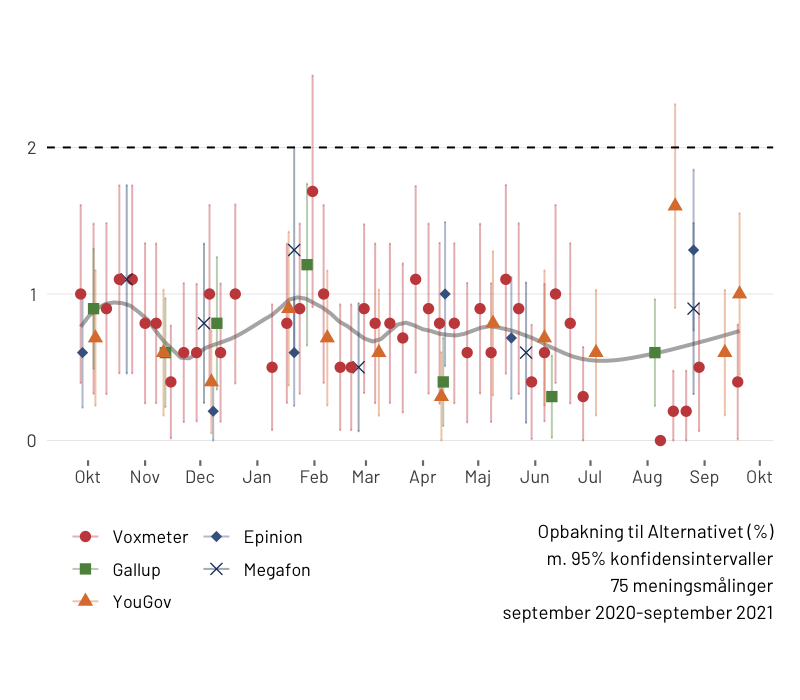 2
1
0
Okt Nov Dec Jan Feb Mar Apr Maj Jun Jul Aug Sep Okt
Voxmeter Epinion
Gallup Megafon
YouGov
Opbakning til Alternativet (%)
m. 95% konfidensintervaller
75 meningsmålinger
september 2020-september 2021